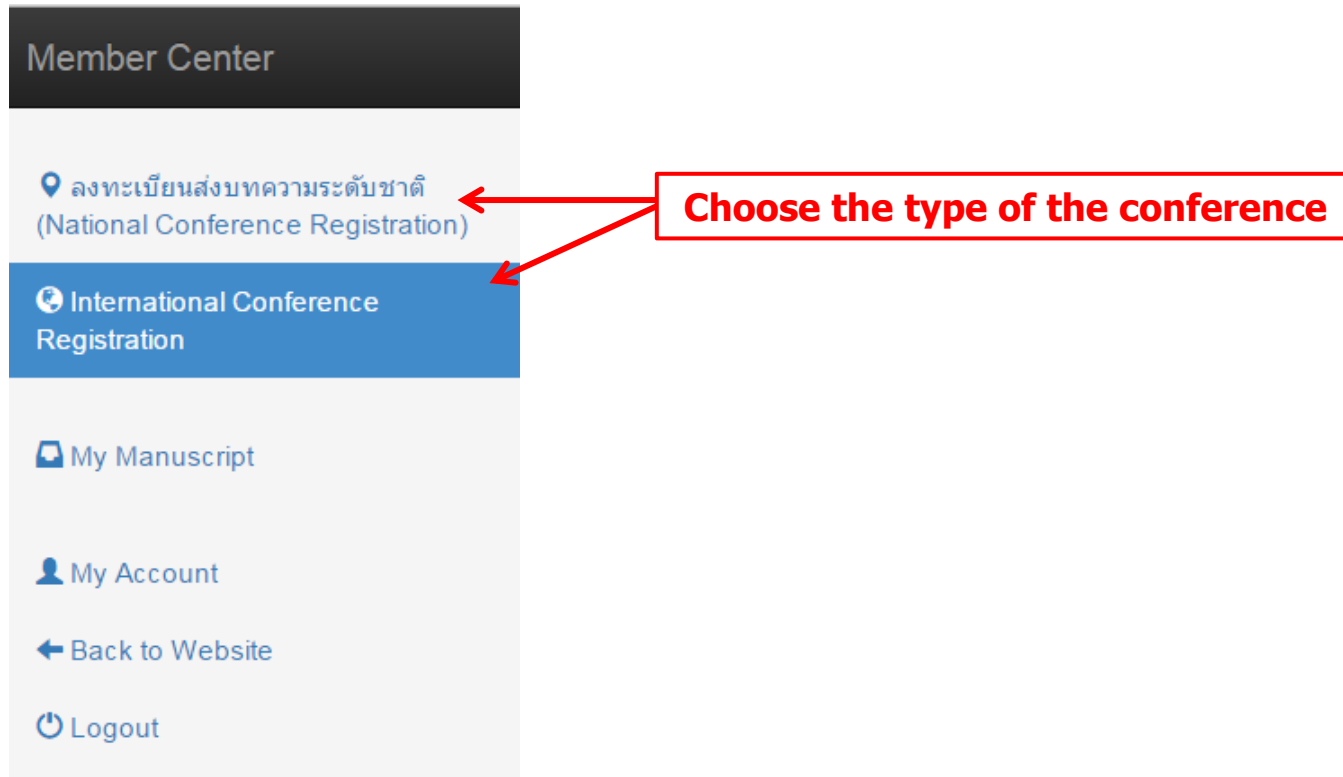 Member Center
ลงทะเบียนส่งบทความระดับชาติ
(National Conference Registration)
Choose the type of the conference
International Conference
Registration
My Manuscript
My Account
Back to Website
Logout